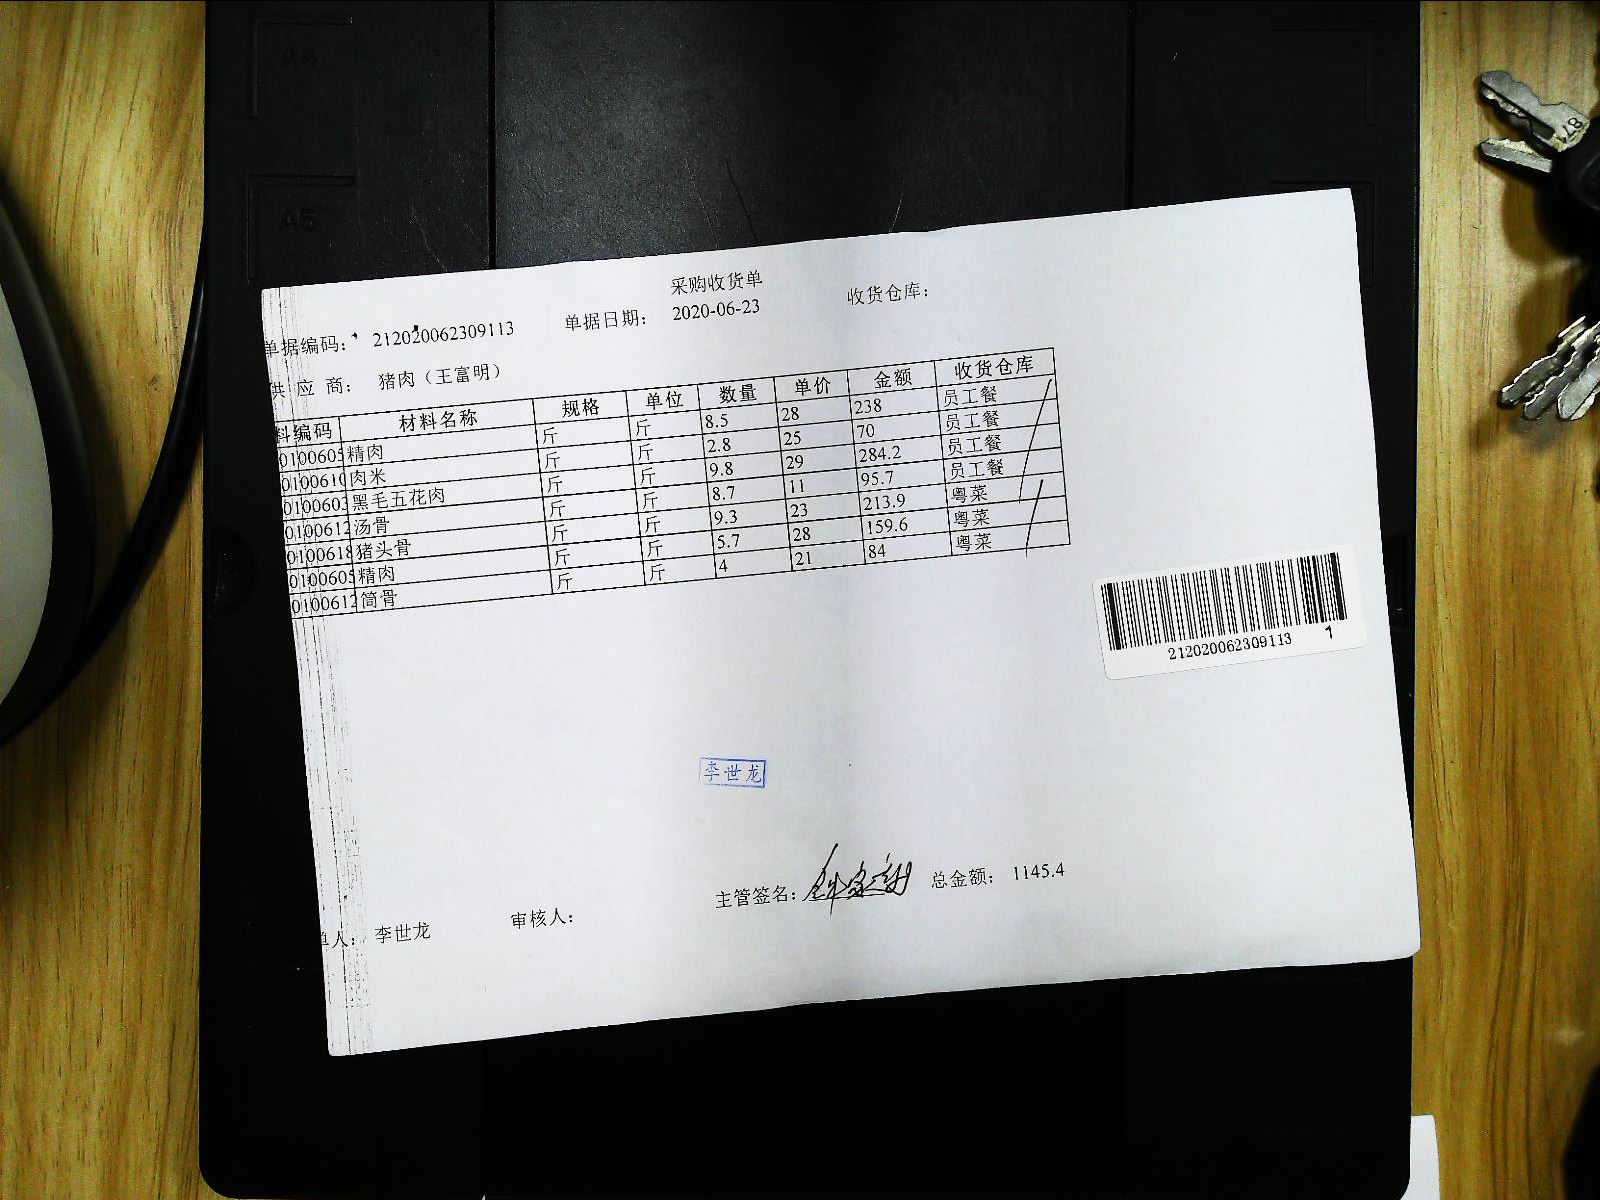 A4
A5
871
采购收货单
单据编码: 212020062309113 单据日期: 2020-06-23 收货仓库:
供 应 商: 猪肉（王富明）
料编码 材料名称 规格 单位 数量 单价 金额 收货仓库
0100605 精肉 斤 斤 8.5 28 238 员工餐
0100610 肉米 斤 斤 2.8 25 70 员工餐
0100603 黑毛五花肉 斤 斤 9.8 29 284.2 员工餐
0100612 汤骨 斤 斤 8.7 11 95.7 员工餐
0100618 猪头骨 斤 斤 9.3 23 213.9 粤菜
0100605 精肉 斤 斤 5.7 28 159.6 粤菜
0100612 筒骨 斤 斤 4 21 84 粤菜
212020062309113 1
李世龙
主管签名: 总金额: 1145.4
单人: 李世龙 审核人: